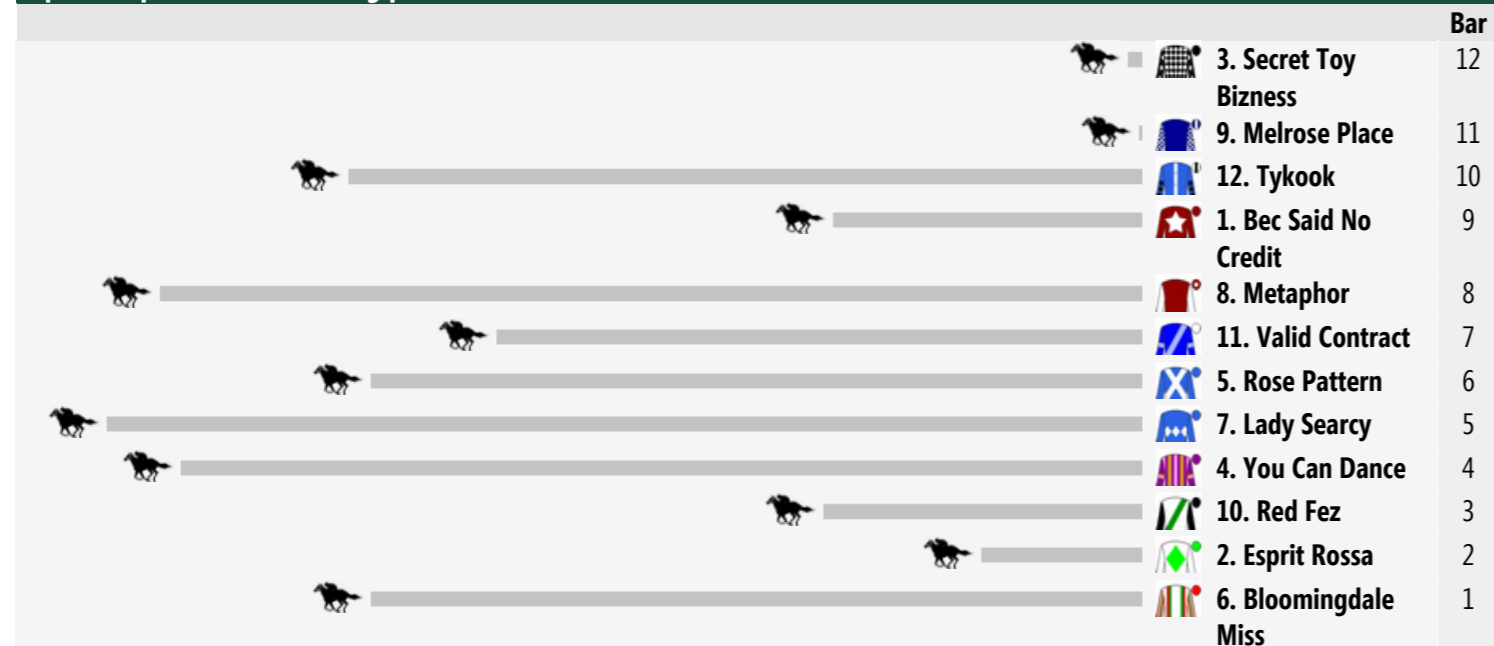 Bar
3. Secret Toy 12
Bizness
9. Melrose Place 11
12. Tykook 10
1. Bec Said No 9
Credit
8. Metaphor 8
11. Valid Contract 7
5. Rose Pattern 6
7. Lady Searcy 5
4. You Can Dance 4
10. Red Fez 3
2. Esprit Rossa 2
6. Bloomingdale 1
Miss